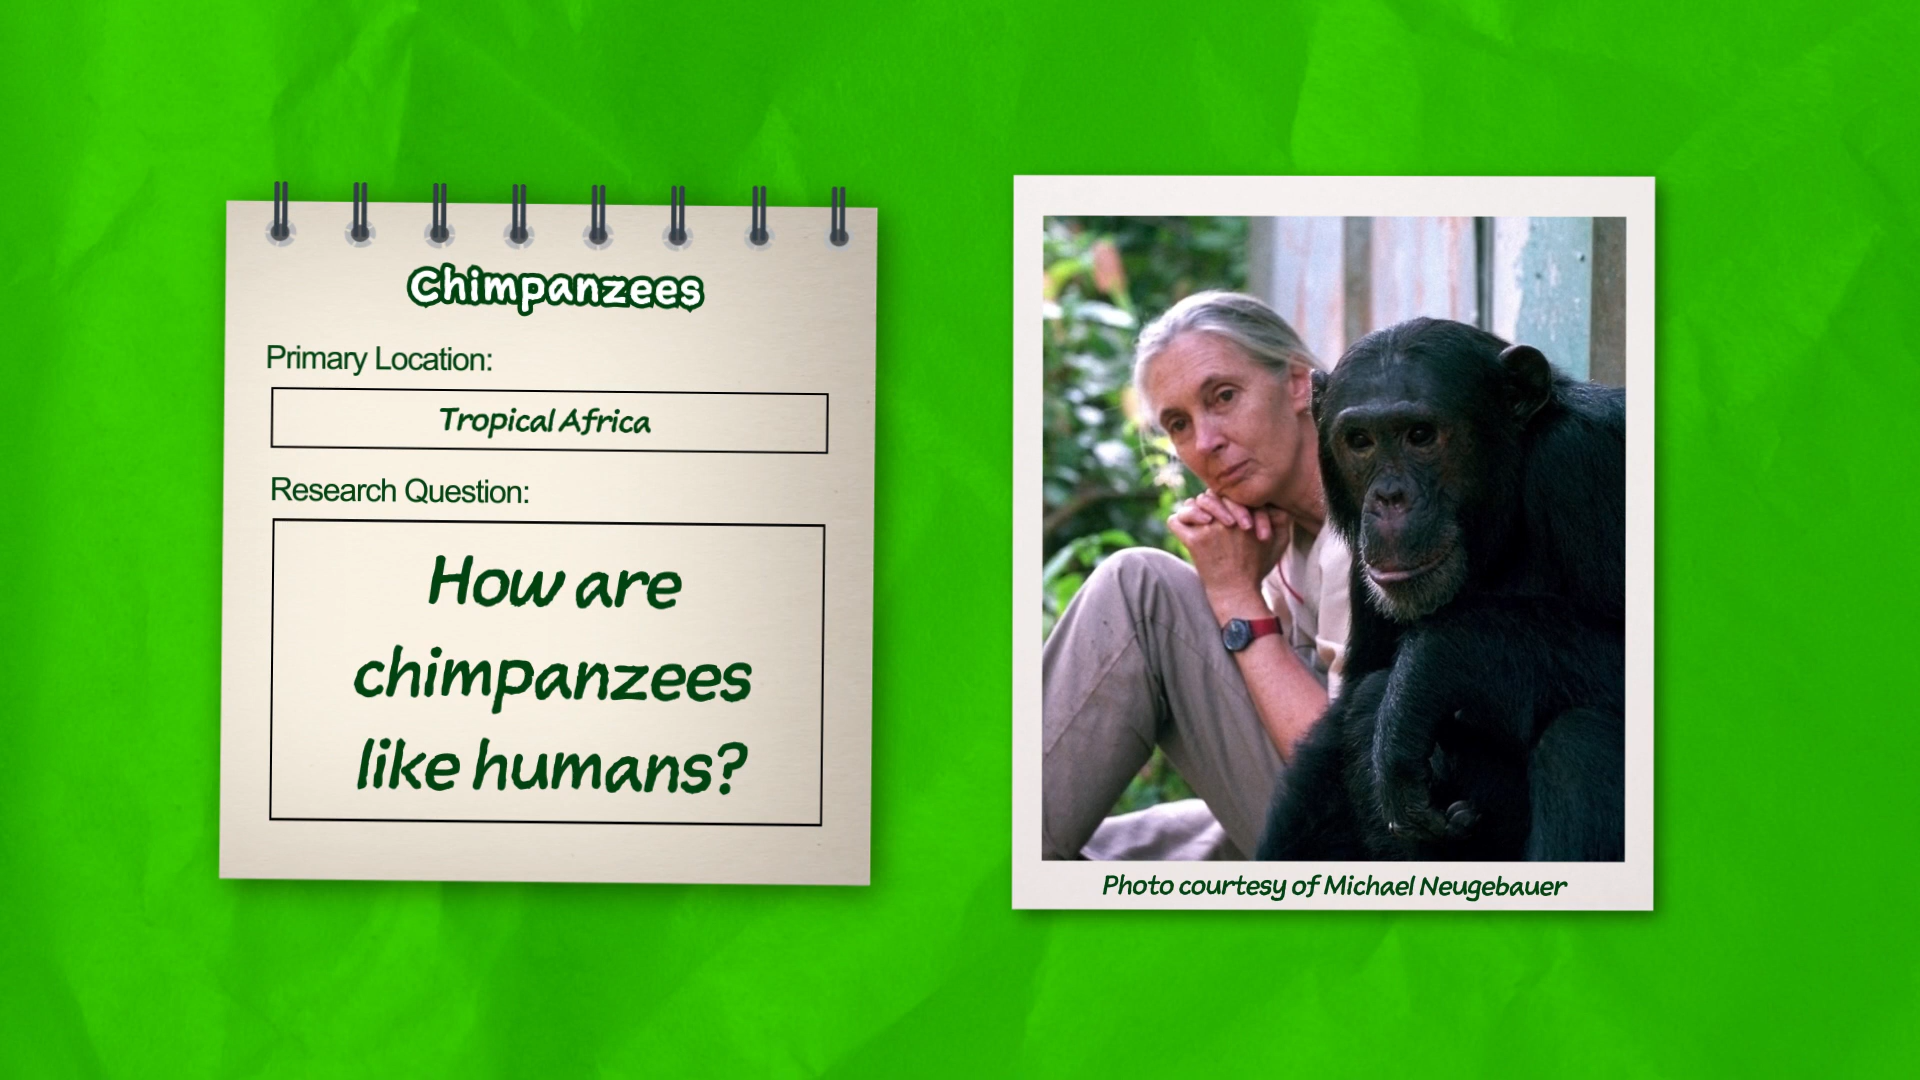 Chimpanzees
Primary Location:
Tropical Africa
Research Question:
How are
chimpanzees
like humans?
Photo courtesy of Michael Neugebauer